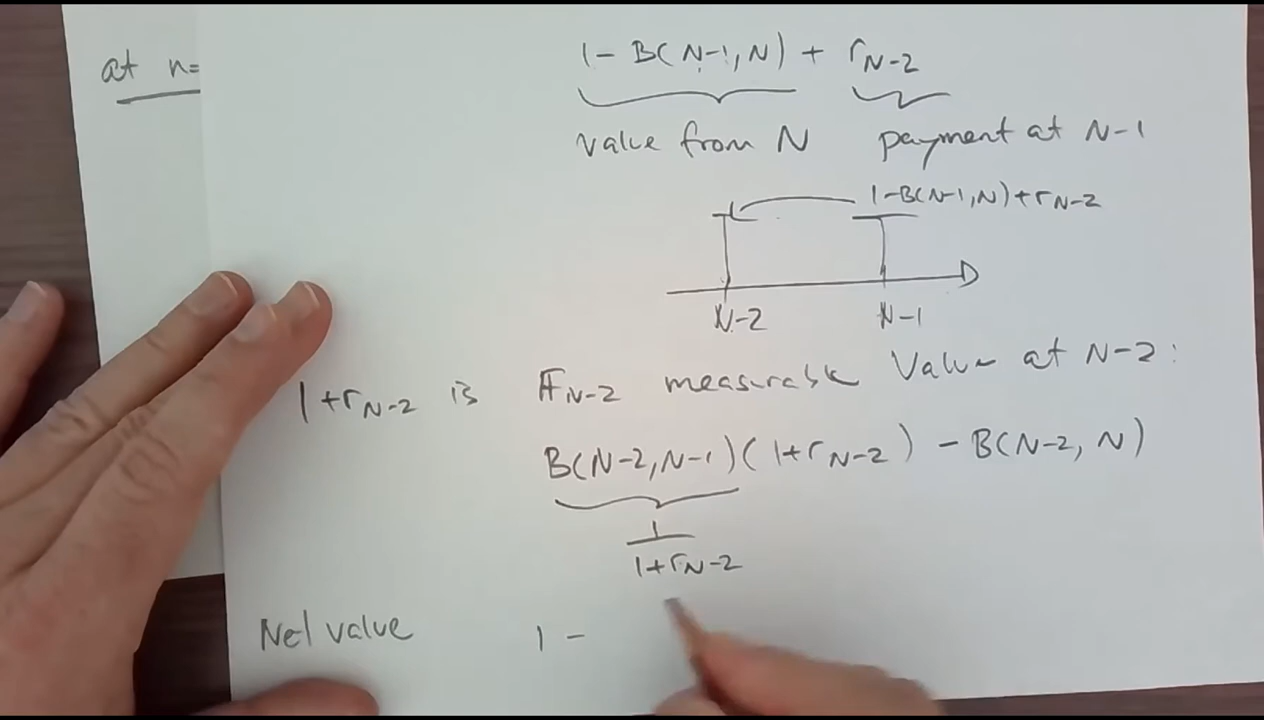 at n=
1 - B(N-1,N) + r_{N-2}
value from N payment at N-1
1-B(N-1,N)+r_{N-2}
N-2 N-1
1+r_{N-2} is F_{N-2} measurable Value at N-2:
B(N-2,N-1)(1+r_{N-2}) - B(N-2, N)
1
1+r_{N-2}
Net value 1 -